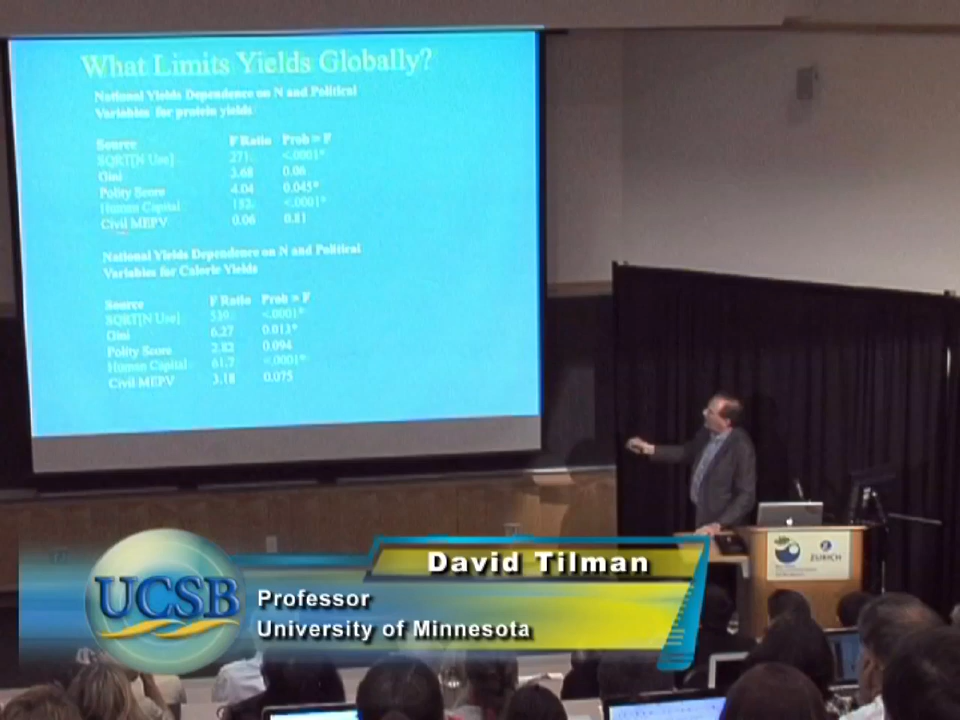 What Limits Yields Globally?
National Yields Dependence on N and Political
Variables for protein yields
Source F Ratio Prob > F
SQRT[N Use] 271. <.0001*
Gini 3.68 0.06
Polity Score 4.04 0.045*
Human Capital 182. <.0001*
Civil MEPV 0.06 0.81
National Yields Dependence on N and Political
Variables for Calorie Yields
Source F Ratio Prob > F
SQRT[N Use] 530. <.0001*
Gini 6.27 0.013*
Polity Score 2.82 0.094
Human Capital 61.7 <.0001*
Civil MEPV 3.18 0.075
ZURICH
David Tilman
UCSB
Professor
University of Minnesota